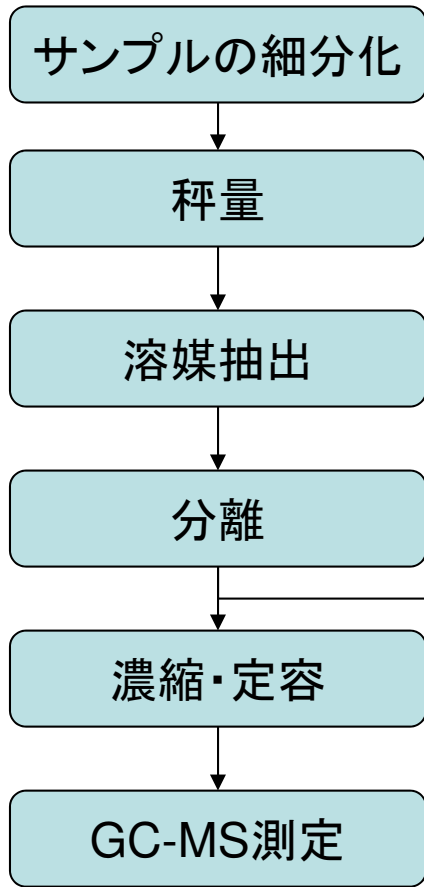 サンプルの細分化
秤量
溶媒抽出
分離
濃縮・定容
GC-MS測定